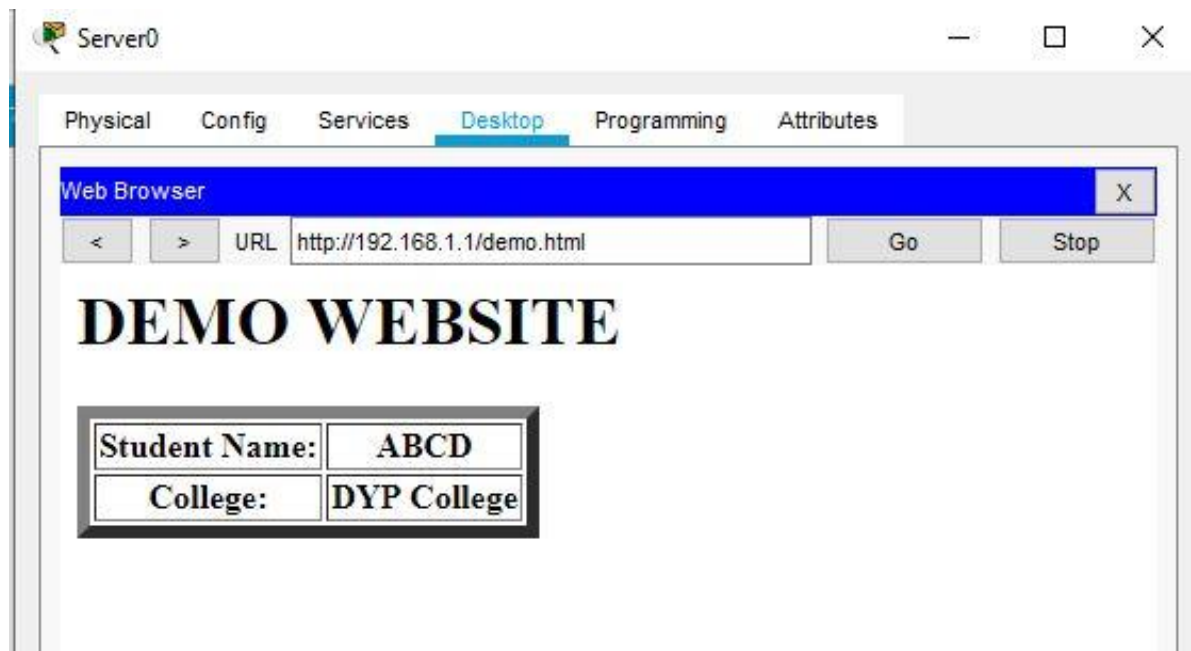 Server0
Physical Config Services Desktop Programming Attributes
Web Browser X
< > URL http://192.168.1.1/demo.html Go Stop
DEMO WEBSITE
Student Name: ABCD
College: DYP College